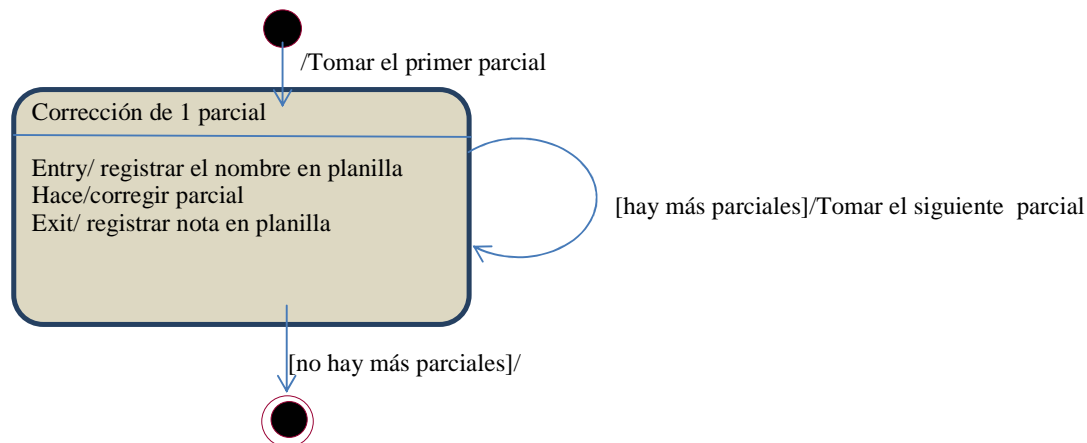 /Tomar el primer parcial
Corrección de 1 parcial
Entry/ registrar el nombre en planilla
Hace/corregir parcial
Exit/ registrar nota en planilla
[hay más parciales]/Tomar el siguiente  parcial
[no hay más parciales]/